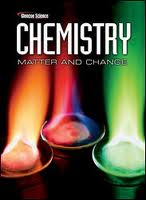 Glencoe Science
CHEMISTRY
MATTER AND CHANGE